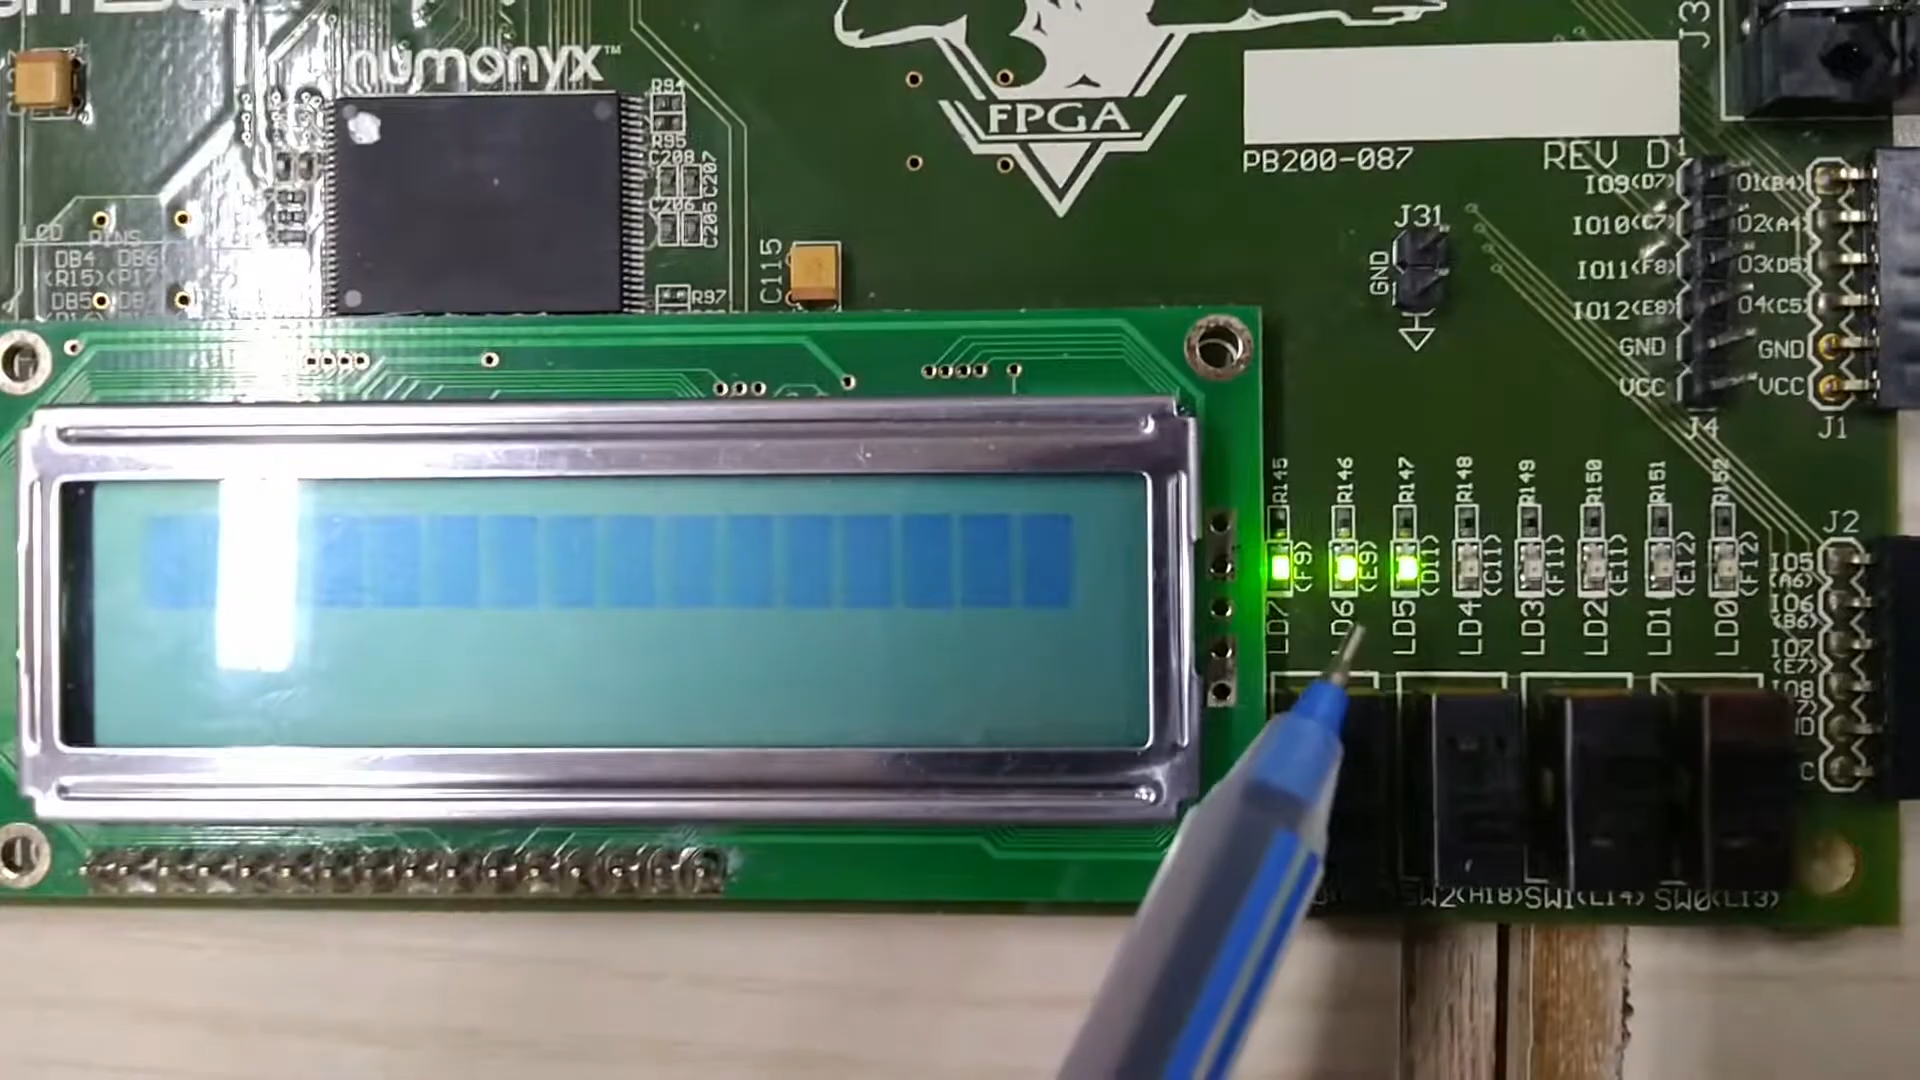 numonyx™
FPGA
PB200-087
REV D
R94
R95
C208
C207
C206
C205
R97
C115
LCD PINS
DB4 DB6
(R15)(P17)
DB5 DB7
J31
GND
J3
1
IO9(D7)
IO10(C7)
IO11(F8)
IO12(E8)
GND
VCC
J4
O1(B4)
O2(A4)
O3(D5)
O4(C5)
GND
VCC
J1
R145
R146
R147
R148
R149
R150
R151
R152
(F9)
(E9)
(D11)
(C11)
(F11)
(E11)
(E12)
(F12)
LD7
LD6
LD5
LD4
LD3
LD2
LD1
LD0
J2
IO5
(A6)
IO6
(B6)
IO7
(E7)
IO8
SW2(H18)
SW1(L14)
SW0(L13)